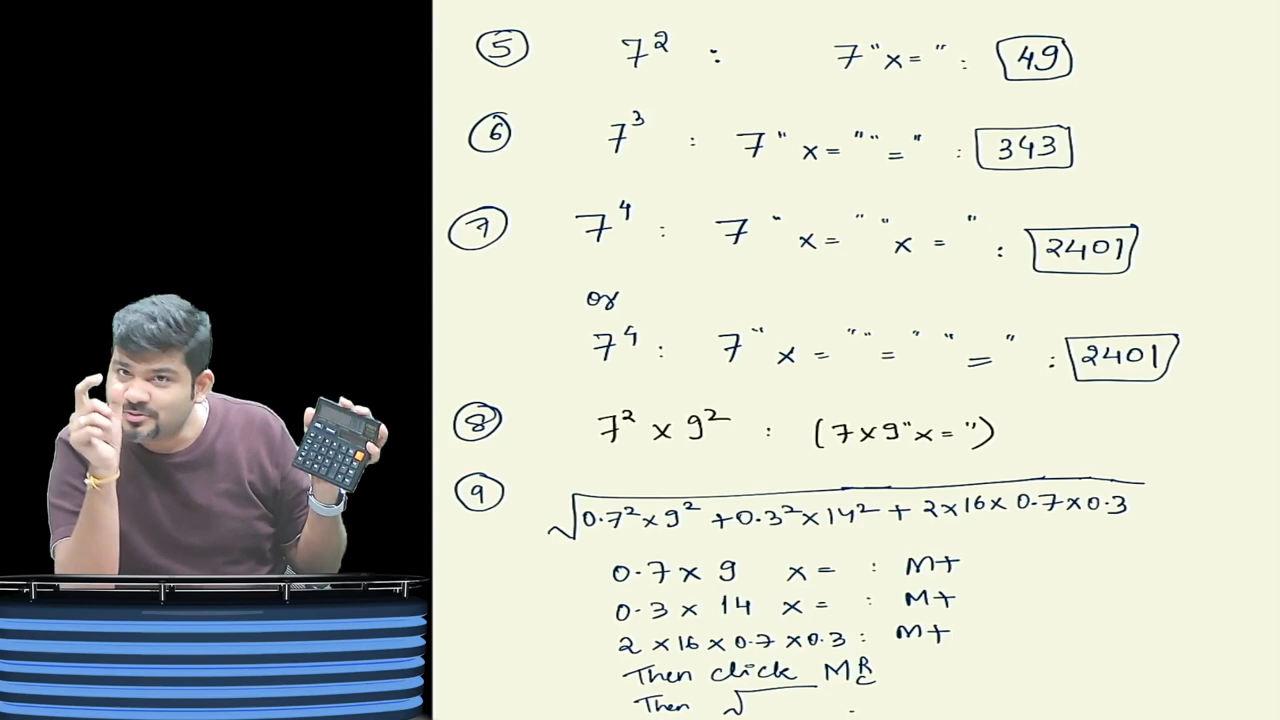 5 7² : 7 "x=" : 49
6 7³ : 7 " x = "" = " : 343
7 7⁴ : 7 " x = " " x = " : 2401
or
7⁴ : 7 " x = "" = " " = " : 2401
8 7² x 9² : (7 x 9 "x=")
9 √0.7² x 9² + 0.3² x 14² + 2 x 16 x 0.7 x 0.3
0.7 x 9 x = : M+
0.3 x 14 x = : M+
2 x 16 x 0.7 x 0.3 : M+
Then click MRC
Then √